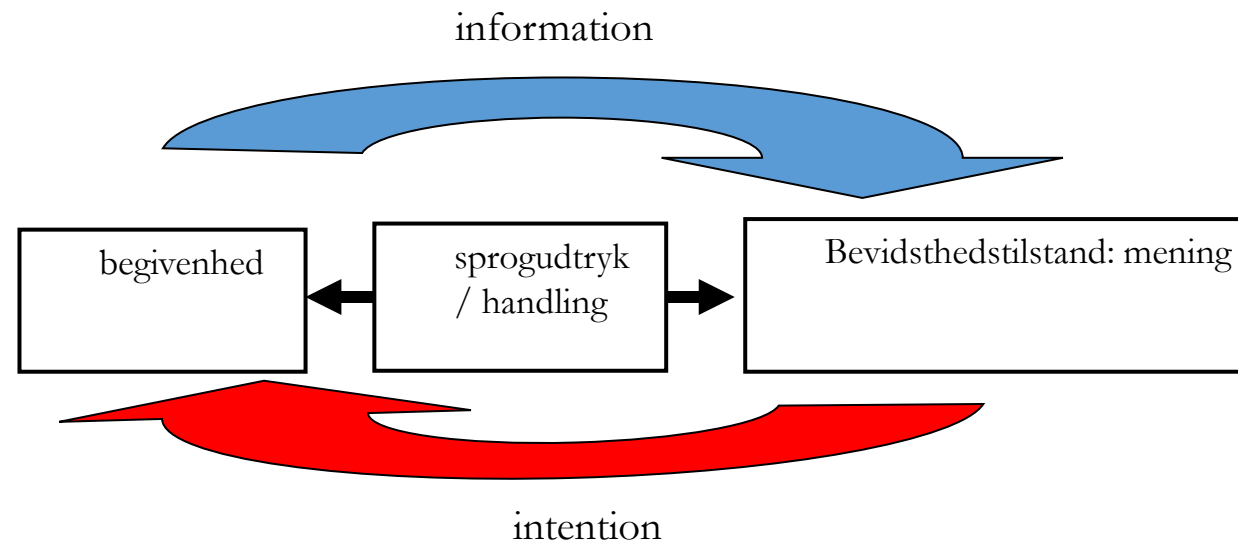 information
begivenhed
sprogudtryk
/ handling
Bevidsthedstilstand: mening
intention